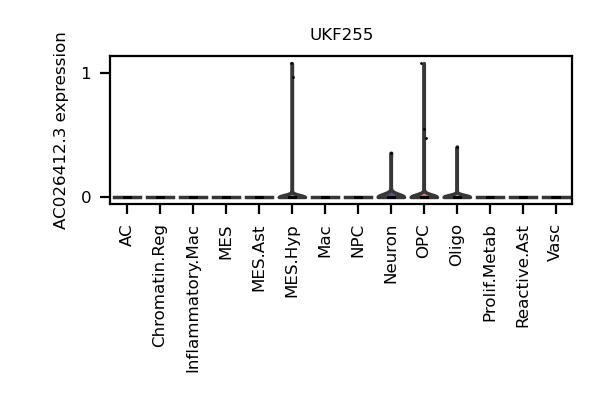 UKF255
AC026412.3 expression
1
0
AC
Chromatin.Reg
Inflammatory.Mac
MES
MES.Ast
MES.Hyp
Mac
NPC
Neuron
OPC
Oligo
Prolif.Metab
Reactive.Ast
Vasc